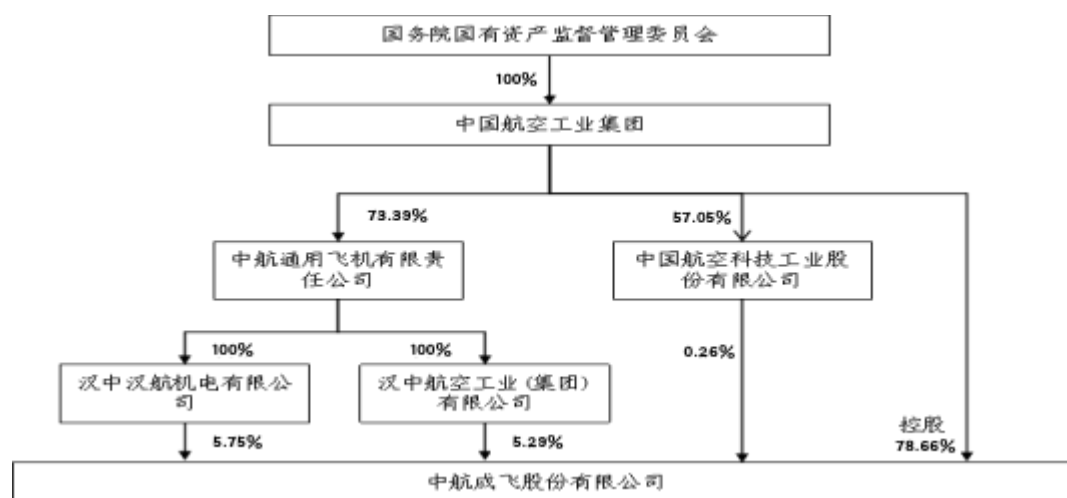 国务院国有资产监督管理委员会
100%
中国航空工业集团
73.39%
57.05%
中航通用飞机有限责
任公司
中国航空科技工业股
份有限公司
100%
100%
0.26%
汉中汉航机电有限公
司
汉中航空工业(集团)
有限公司
控股
5.75%
5.29%
78.66%
中航成飞股份有限公司